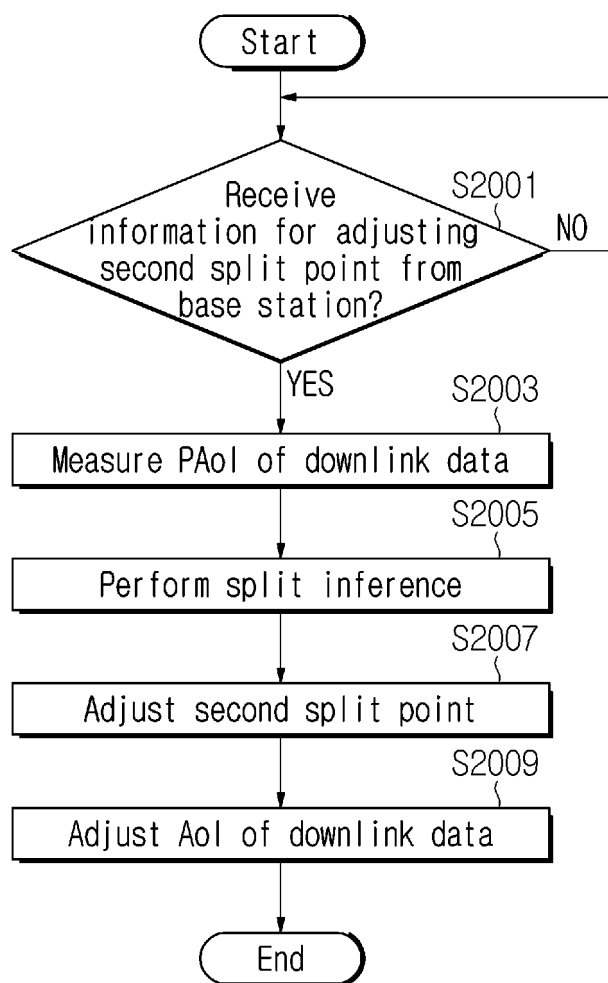 Start
S2001
Receive
information for adjusting
second split point from
base station?
NO
YES
S2003
Measure PAoI of downlink data
S2005
Perform split inference
S2007
Adjust second split point
S2009
Adjust AoI of downlink data
End